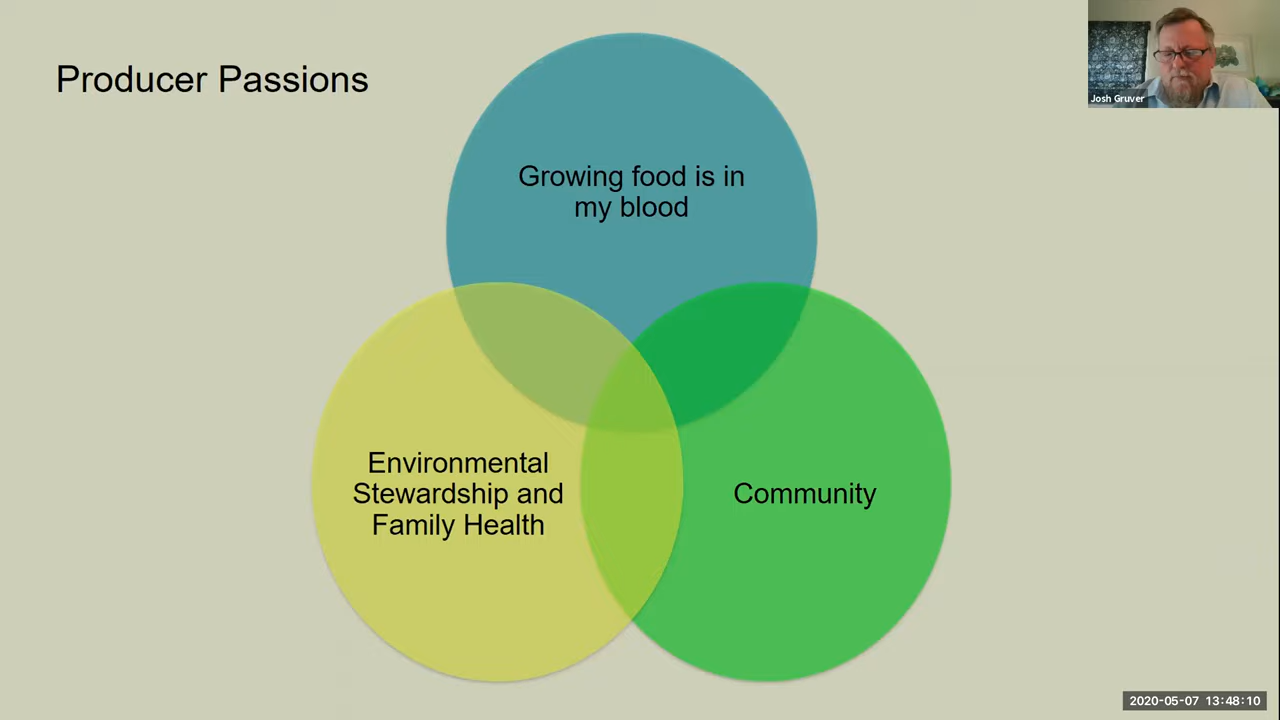 Producer Passions
Josh Gruver
Growing food is in
my blood
Environmental
Stewardship and
Family Health
Community
2020-05-07 13:48:10